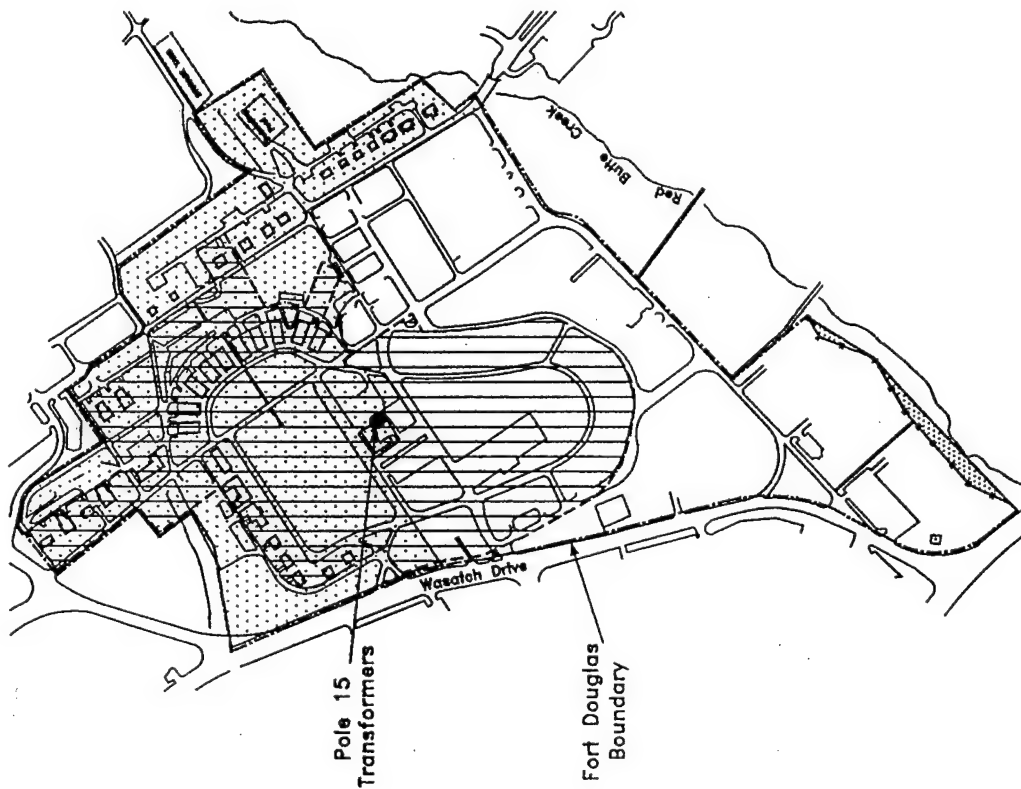 Red
Butte Creek
Wasatch Drive
Pole 15
Transformers
Fort Douglas
Boundary